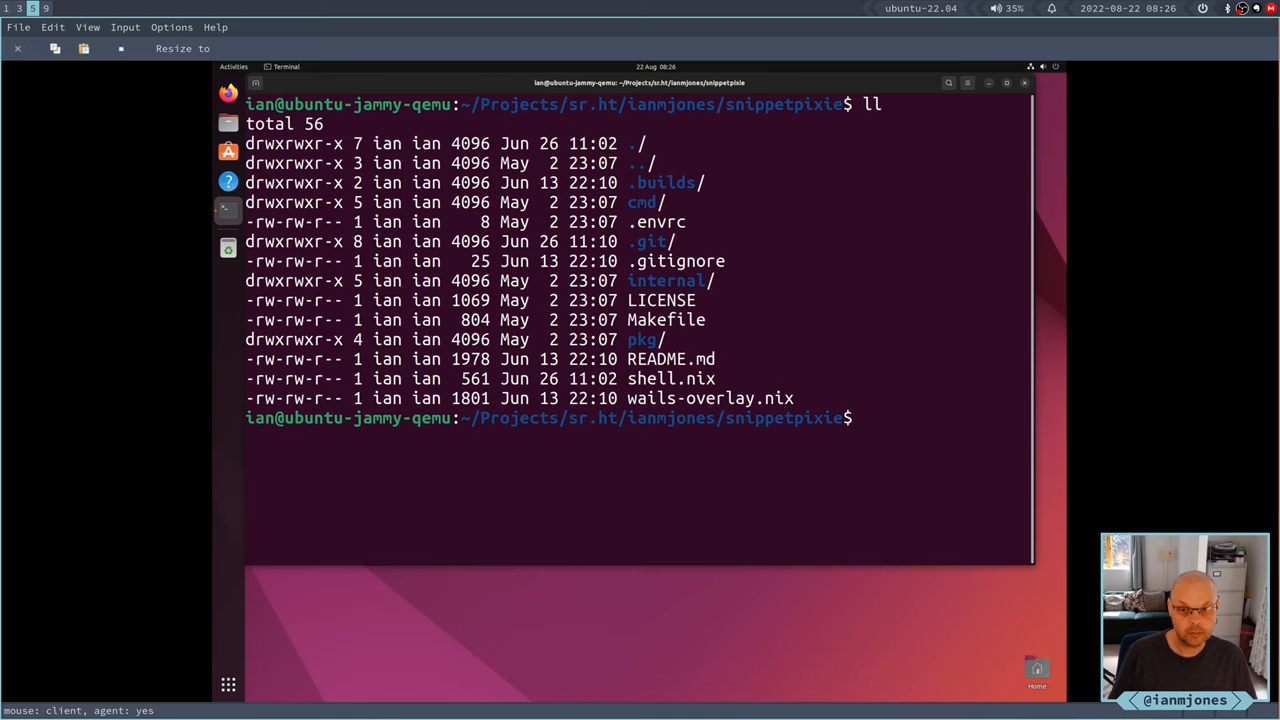 1 3 5 9
ubuntu-22.04 35% 2022-08-22 08:26
File Edit View Input Options Help
Resize to
Activities Terminal 22 Aug 08:26
ian@ubuntu-jammy-qemu: ~/Projects/sr.ht/ianmjones/snippetpixie
ian@ubuntu-jammy-qemu:~/Projects/sr.ht/ianmjones/snippetpixie$ ll
total 56
drwxrwxr-x 7 ian ian 4096 Jun 26 11:02 ./
drwxrwxr-x 3 ian ian 4096 May  2 23:07 ../
drwxrwxr-x 2 ian ian 4096 Jun 13 22:10 .builds/
drwxrwxr-x 5 ian ian 4096 May  2 23:07 cmd/
-rw-rw-r-- 1 ian ian    8 May  2 23:07 .envrc
drwxrwxr-x 8 ian ian 4096 Jun 26 11:10 .git/
-rw-rw-r-- 1 ian ian   25 Jun 13 22:10 .gitignore
drwxrwxr-x 5 ian ian 4096 May  2 23:07 internal/
-rw-rw-r-- 1 ian ian 1069 May  2 23:07 LICENSE
-rw-rw-r-- 1 ian ian  804 May  2 23:07 Makefile
drwxrwxr-x 4 ian ian 4096 May  2 23:07 pkg/
-rw-rw-r-- 1 ian ian 1978 Jun 13 22:10 README.md
-rw-rw-r-- 1 ian ian  561 Jun 26 11:02 shell.nix
-rw-rw-r-- 1 ian ian 1801 Jun 13 22:10 wails-overlay.nix
ian@ubuntu-jammy-qemu:~/Projects/sr.ht/ianmjones/snippetpixie$
Home
@ianmjones
mouse: client, agent: yes